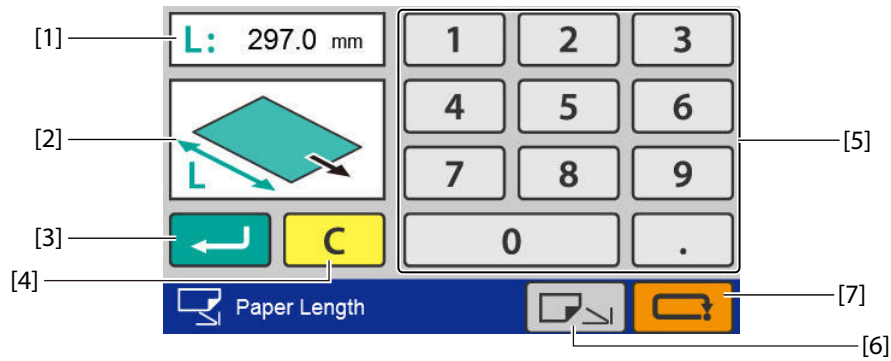 [1] L: 297.0 mm 1 2 3
4 5 6
[2] L [5]
7 8 9
[3] C 0 .
[4]
Paper Length [7]
[6]